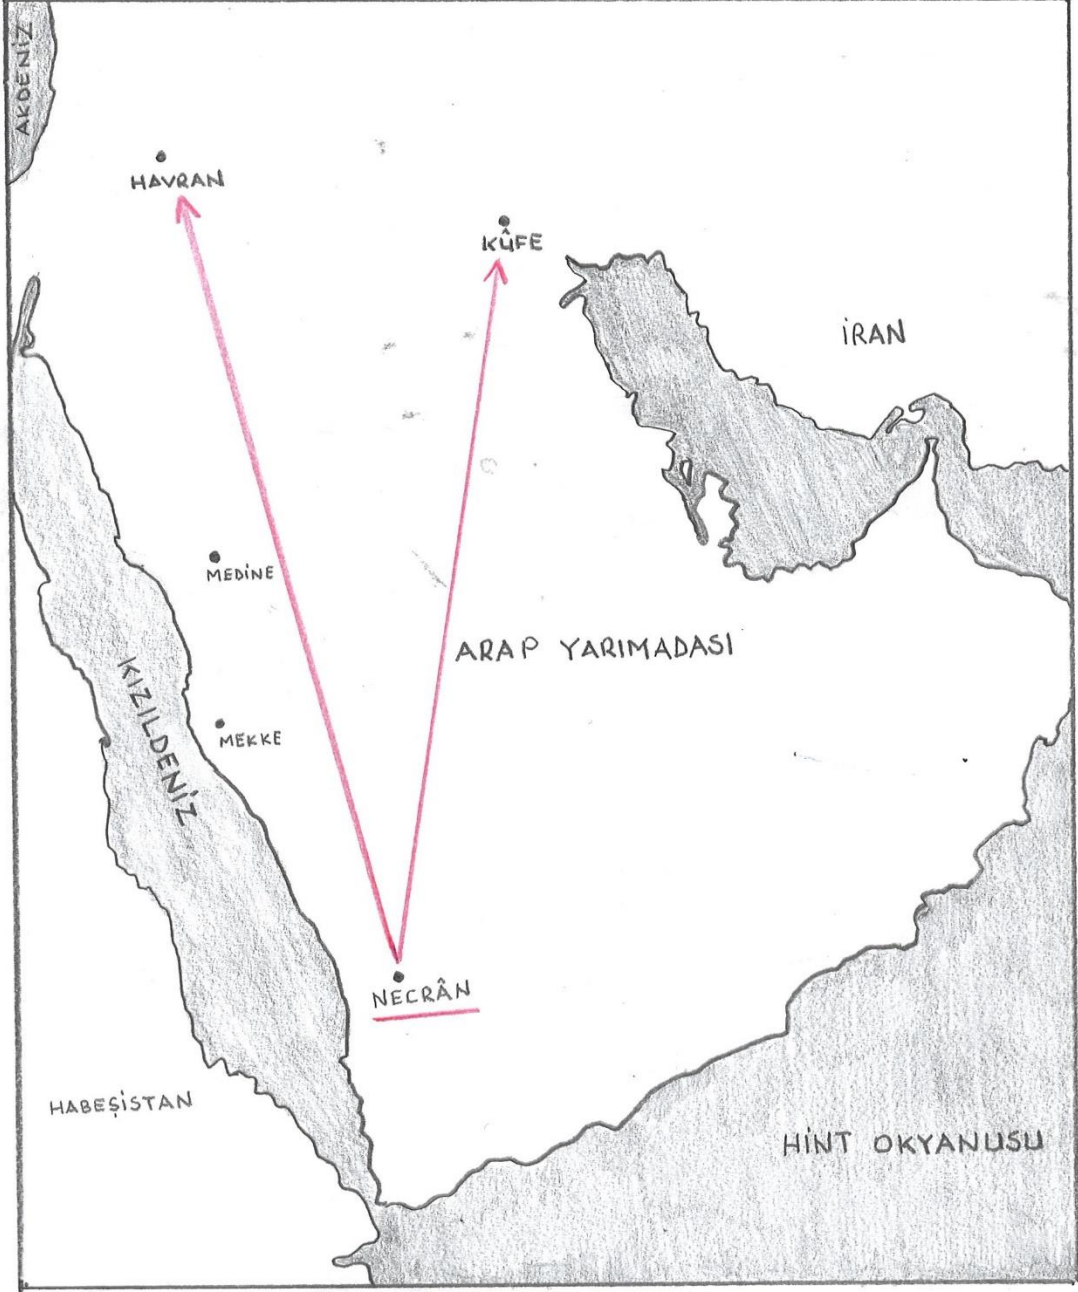 AKDENİZ
HAVRAN
KÛFE
İRAN
MEDİNE
ARAP YARIMADASI
KIZILDENİZ
MEKKE
NECRÂN
HABEŞİSTAN
HİNT OKYANUSU